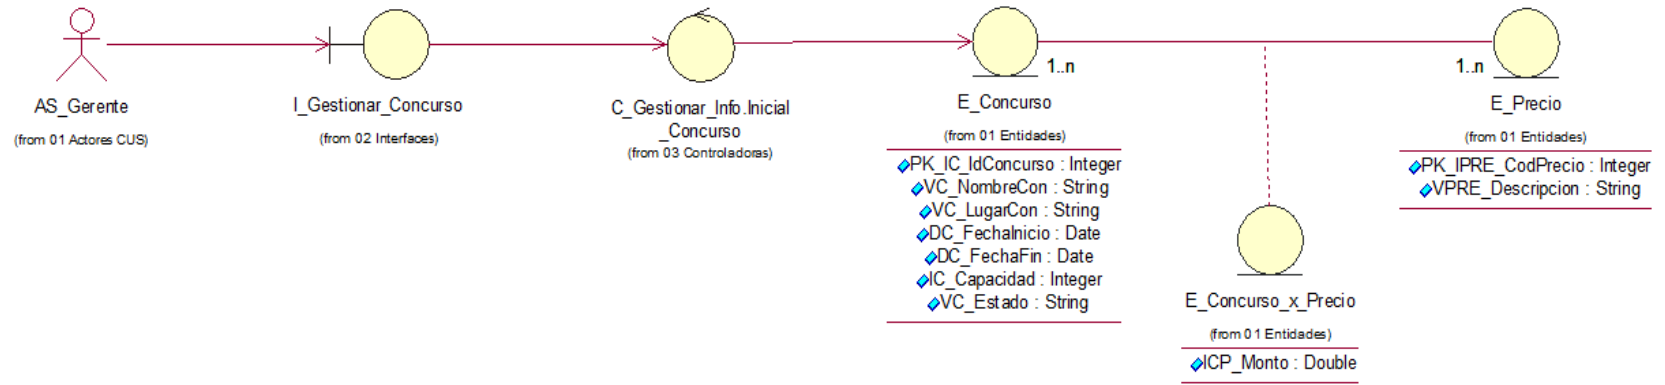 AS_Gerente
(from 01 Actores CUS)
I_Gestionar_Concurso
(from 02 Interfaces)
C_Gestionar_Info.Inicial
_Concurso
(from 03 Controladoras)
1..n
E_Concurso
(from 01 Entidades)
PK_IC_IdConcurso : Integer
VC_NombreCon : String
VC_LugarCon : String
DC_FechaInicio : Date
DC_FechaFin : Date
IC_Capacidad : Integer
VC_Estado : String
E_Concurso_x_Precio
(from 01 Entidades)
ICP_Monto : Double
1..n
E_Precio
(from 01 Entidades)
PK_IPRE_CodPrecio : Integer
VPRE_Descripcion : String